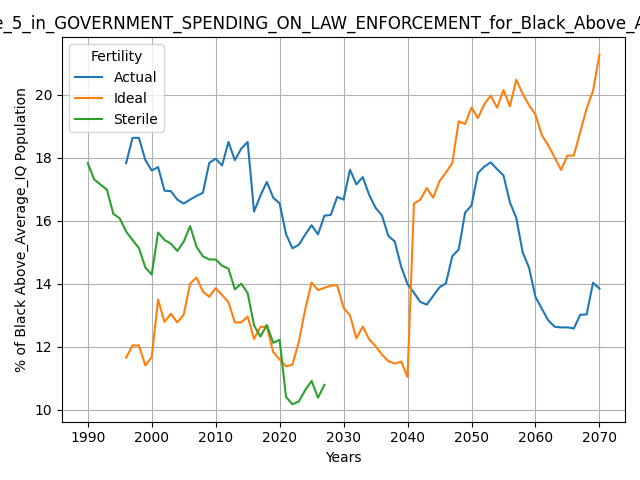 e_5_in_GOVERNMENT_SPENDING_ON_LAW_ENFORCEMENT_for_Black_Above_A
Fertility
Actual
Ideal
Sterile
% of Black Above_Average_IQ Population
20
18
16
14
12
10
1990 2000 2010 2020 2030 2040 2050 2060 2070
Years